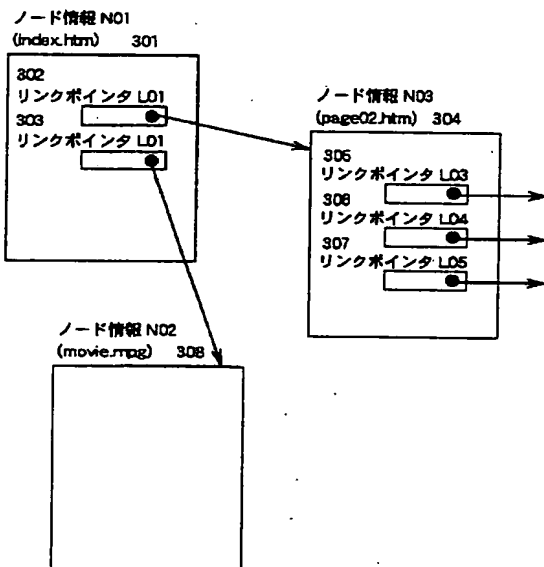 ノード情報 N01
(index.htm) 301
302
リンクポインタ L01
303
リンクポインタ L01
ノード情報 N03
(page02.htm) 304
305
リンクポインタ L03
306
リンクポインタ L04
307
リンクポインタ L05
ノード情報 N02
(movie.mpg) 308